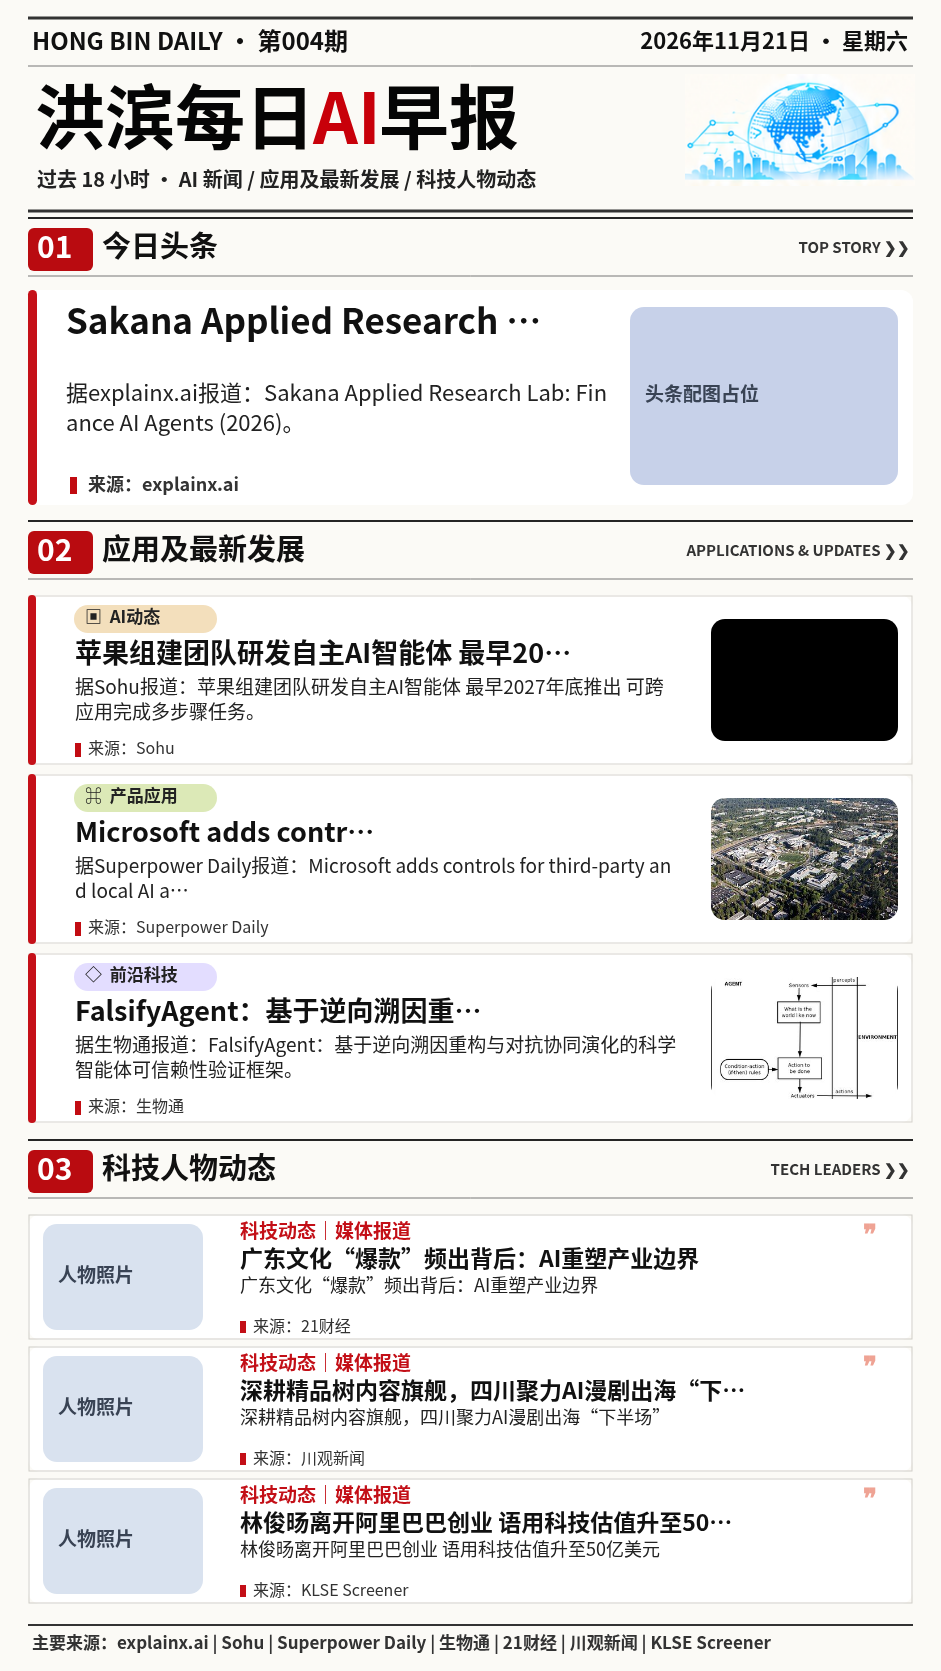 HONG BIN DAILY · 第004期
2026年11月21日 · 星期六
洪滨每日AI早报
过去 18 小时 · AI 新闻 / 应用及最新发展 / 科技人物动态
01 今日头条
TOP STORY ❯❯
Sakana Applied Research …
据explainx.ai报道：Sakana Applied Research Lab: Fin
ance AI Agents (2026)。
来源：explainx.ai
头条配图占位
02 应用及最新发展
APPLICATIONS & UPDATES ❯❯
▣ AI动态
苹果组建团队研发自主AI智能体 最早20…
据Sohu报道：苹果组建团队研发自主AI智能体 最早2027年底推出 可跨
应用完成多步骤任务。
来源：Sohu
⌘ 产品应用
Microsoft adds contr…
据Superpower Daily报道：Microsoft adds controls for third-party an
d local AI a…
来源：Superpower Daily
◇ 前沿科技
FalsifyAgent：基于逆向溯因重…
据生物通报道：FalsifyAgent：基于逆向溯因重构与对抗协同演化的科学
智能体可信赖性验证框架。
来源：生物通
AGENT
Sensors
percepts
What is the
world like now
ENVIRONMENT
Condition-action
(if-then) rules
Action to
be done
Actuators
actions
03 科技人物动态
TECH LEADERS ❯❯
人物照片
科技动态｜媒体报道
❞
广东文化“爆款”频出背后：AI重塑产业边界
广东文化“爆款”频出背后：AI重塑产业边界
来源：21财经
人物照片
科技动态｜媒体报道
❞
深耕精品树内容旗舰，四川聚力AI漫剧出海“下…
深耕精品树内容旗舰，四川聚力AI漫剧出海“下半场”
来源：川观新闻
人物照片
科技动态｜媒体报道
❞
林俊旸离开阿里巴巴创业 语用科技估值升至50…
林俊旸离开阿里巴巴创业 语用科技估值升至50亿美元
来源：KLSE Screener
主要来源：explainx.ai | Sohu | Superpower Daily | 生物通 | 21财经 | 川观新闻 | KLSE Screener